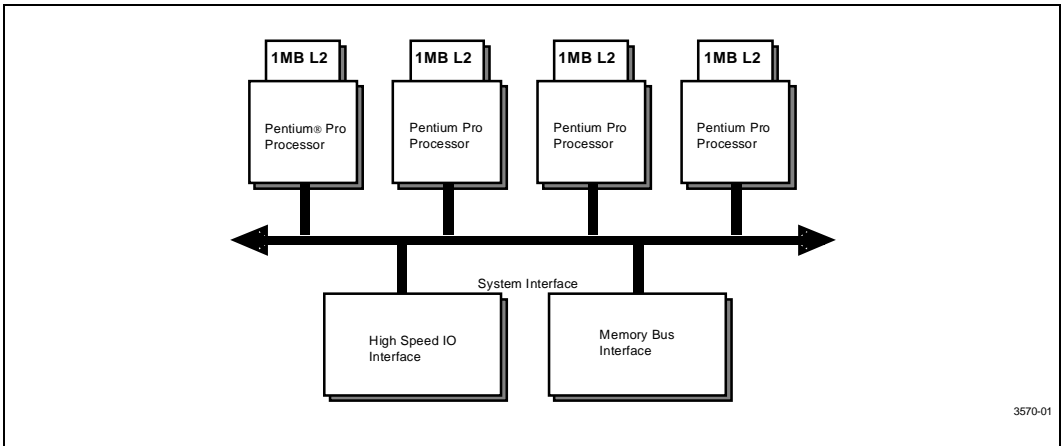 1MB L2
1MB L2
1MB L2
1MB L2
Pentium® Pro
Processor
Pentium Pro
Processor
Pentium Pro
Processor
Pentium Pro
Processor
System Interface
High Speed IO
Interface
Memory Bus
Interface
3570-01